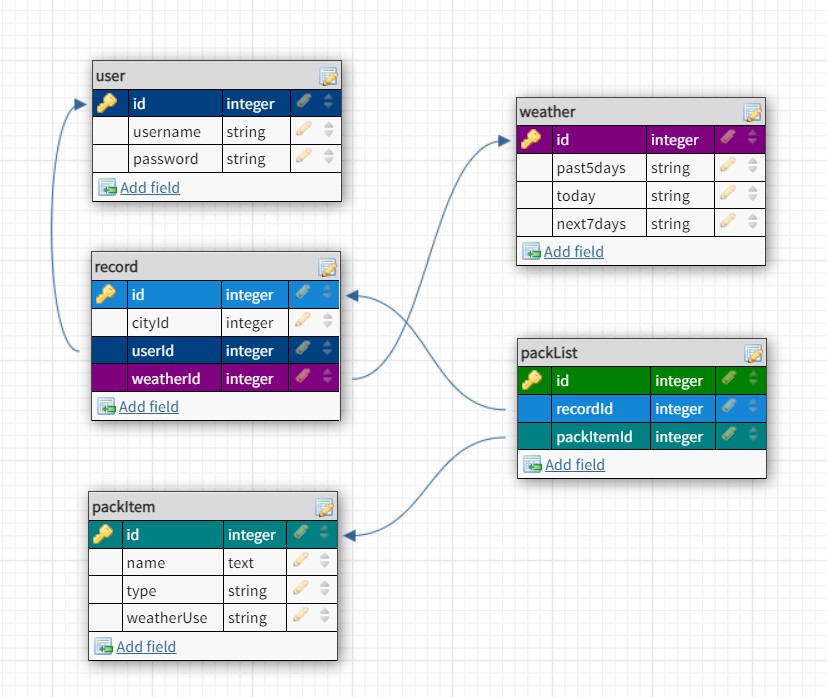 user
id integer
username string
password string
Add field
weather
id integer
past5days string
today string
next7days string
Add field
record
id integer
cityId integer
userId integer
weatherId integer
Add field
packList
id integer
recordId integer
packItemId integer
Add field
packItem
id integer
name text
type string
weatherUse string
Add field